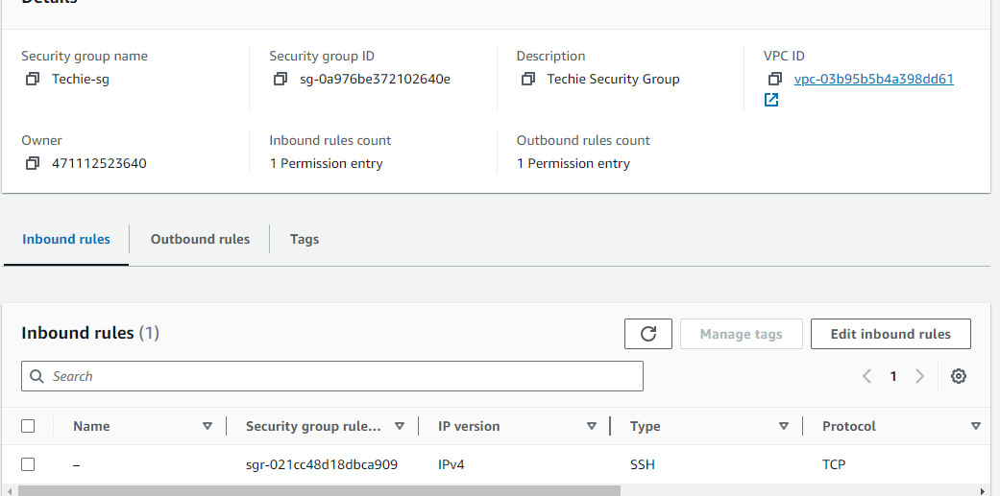 Details
Security group name
Techie-sg
Security group ID
sg-0a976be372102640e
Description
Techie Security Group
VPC ID
vpc-03b95b5b4a398dd61
Owner
471112523640
Inbound rules count
1 Permission entry
Outbound rules count
1 Permission entry
Inbound rules
Outbound rules
Tags
Inbound rules (1)
Manage tags
Edit inbound rules
Search
1
Name
Security group rule...
IP version
Type
Protocol
–
sgr-021cc48d18dbca909
IPv4
SSH
TCP